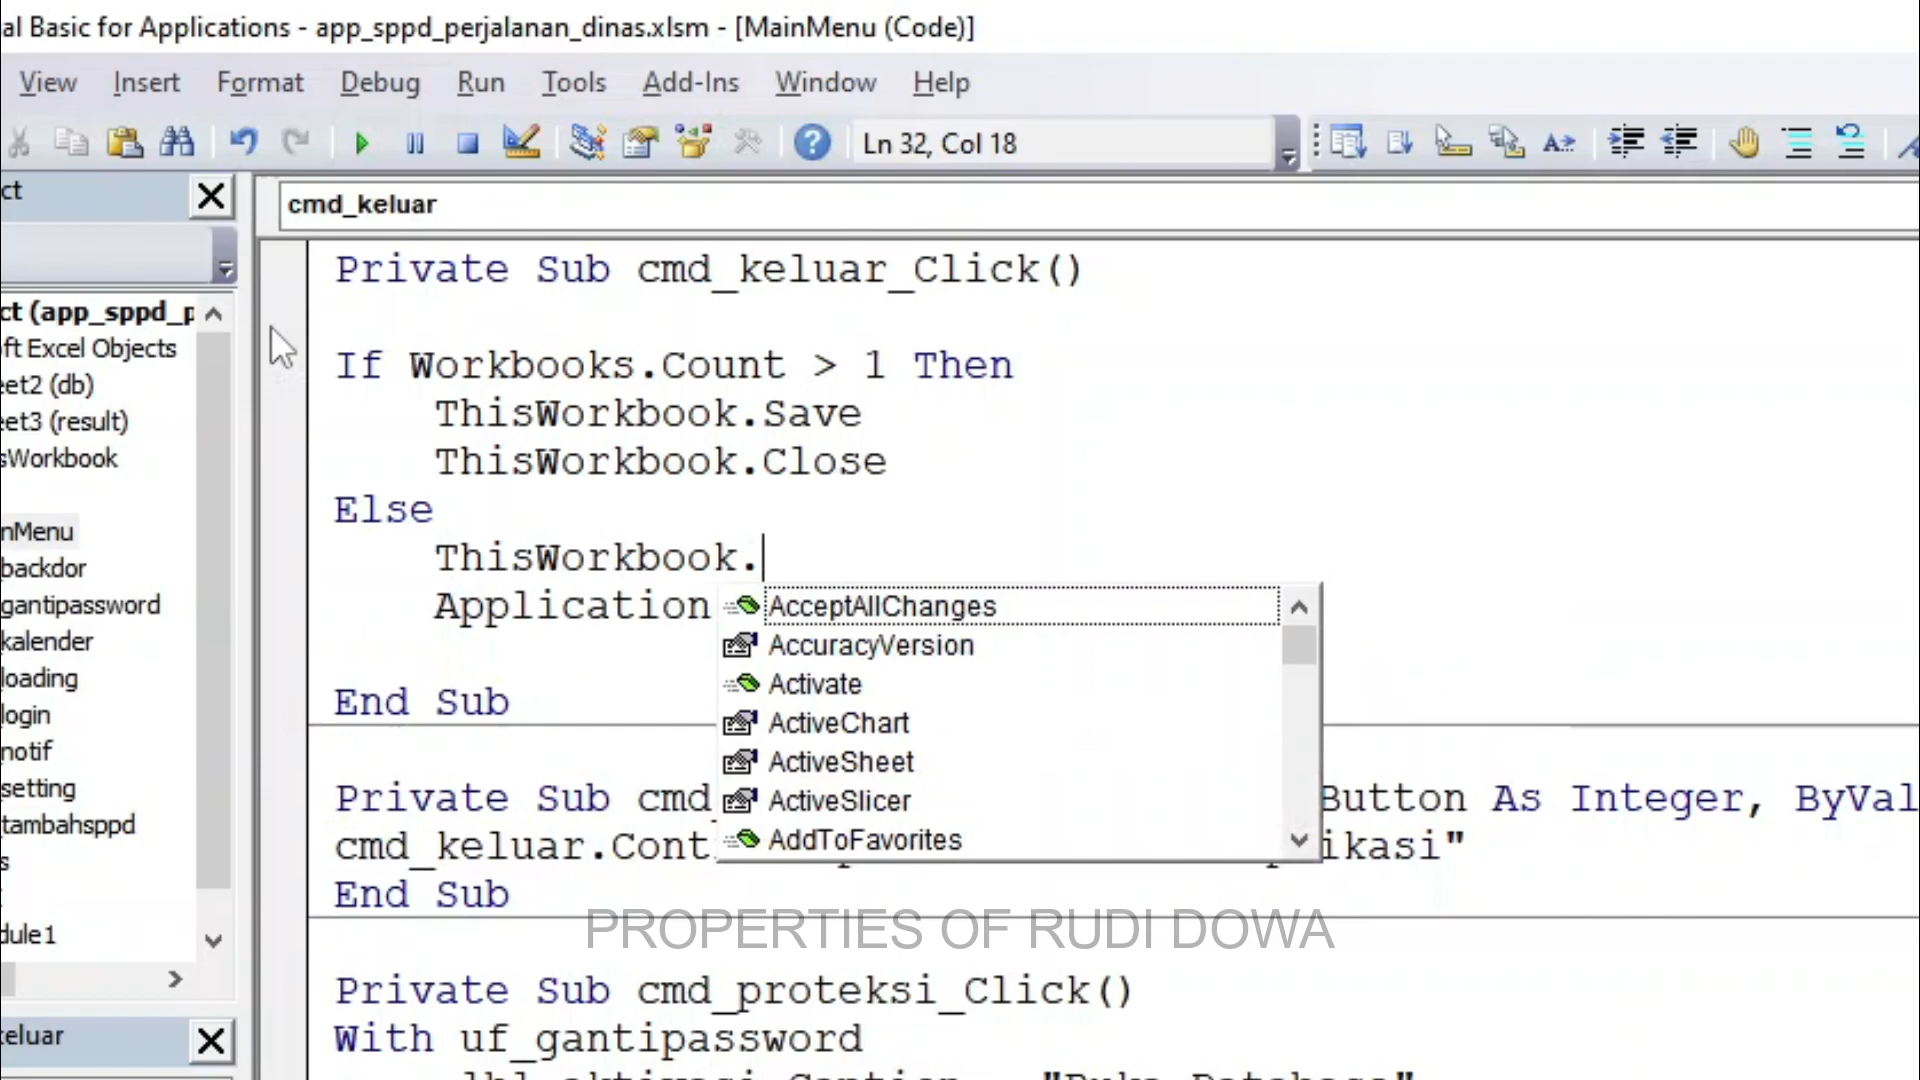 al Basic for Applications - app_sppd_perjalanan_dinas.xlsm - [MainMenu (Code)]
View Insert Format Debug Run Tools Add-Ins Window Help
Ln 32, Col 18
ct
cmd_keluar
ct (app_sppd_p
ft Excel Objects
eet2 (db)
eet3 (result)
sWorkbook
nMenu
backdor
gantipassword
kalender
loading
login
notif
setting
tambahsppd
s
dule1
eluar
Private Sub cmd_keluar_Click()
If Workbooks.Count > 1 Then
ThisWorkbook.Save
ThisWorkbook.Close
Else
ThisWorkbook.
Application
AcceptAllChanges
AccuracyVersion
Activate
ActiveChart
ActiveSheet
ActiveSlicer
AddToFavorites
End Sub
Private Sub cmd_ Button As Integer, ByVal
cmd_keluar.Cont ikasi"
End Sub
PROPERTIES OF RUDI DOWA
Private Sub cmd_proteksi_Click()
With uf_gantipassword